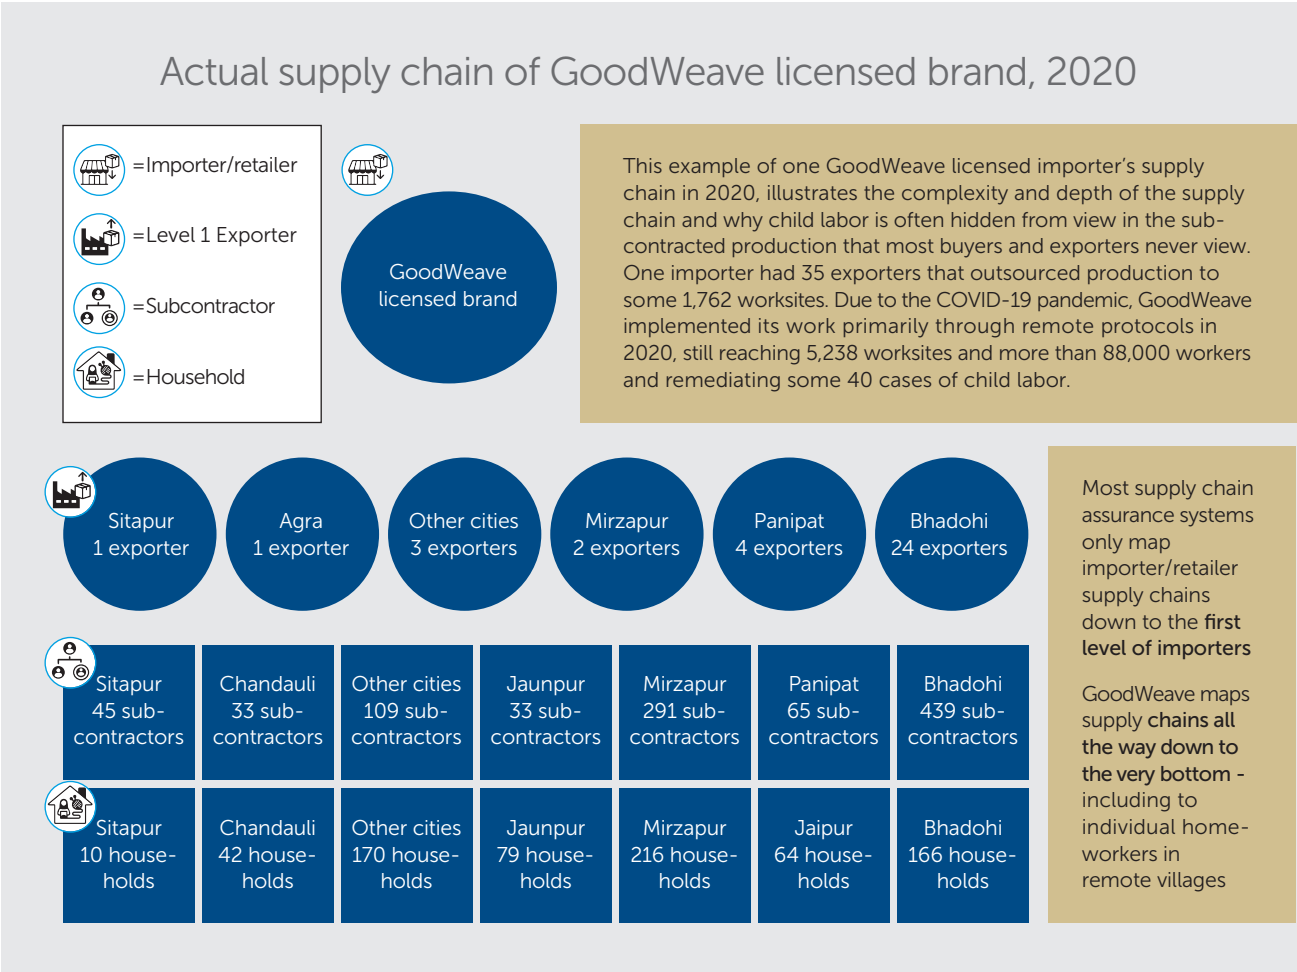 Actual supply chain of GoodWeave licensed brand, 2020
=Importer/retailer
=Level 1 Exporter
=Subcontractor
=Household
GoodWeave
licensed brand
This example of one GoodWeave licensed importer's supply
chain in 2020, illustrates the complexity and depth of the supply
chain and why child labor is often hidden from view in the sub-
contracted production that most buyers and exporters never view.
One importer had 35 exporters that outsourced production to
some 1,762 worksites. Due to the COVID-19 pandemic, GoodWeave
implemented its work primarily through remote protocols in
2020, still reaching 5,238 worksites and more than 88,000 workers
and remediating some 40 cases of child labor.
Sitapur
1 exporter
Agra
1 exporter
Other cities
3 exporters
Mirzapur
2 exporters
Panipat
4 exporters
Bhadohi
24 exporters
Sitapur
45 sub-
contractors
Chandauli
33 sub-
contractors
Other cities
109 sub-
contractors
Jaunpur
33 sub-
contractors
Mirzapur
291 sub-
contractors
Panipat
65 sub-
contractors
Bhadohi
439 sub-
contractors
Sitapur
10 house-
holds
Chandauli
42 house-
holds
Other cities
170 house-
holds
Jaunpur
79 house-
holds
Mirzapur
216 house-
holds
Jaipur
64 house-
holds
Bhadohi
166 house-
holds
Most supply chain
assurance systems
only map
importer/retailer
supply chains
down to the first
level of importers
GoodWeave maps
supply chains all
the way down to
the very bottom -
including to
individual home-
workers in
remote villages